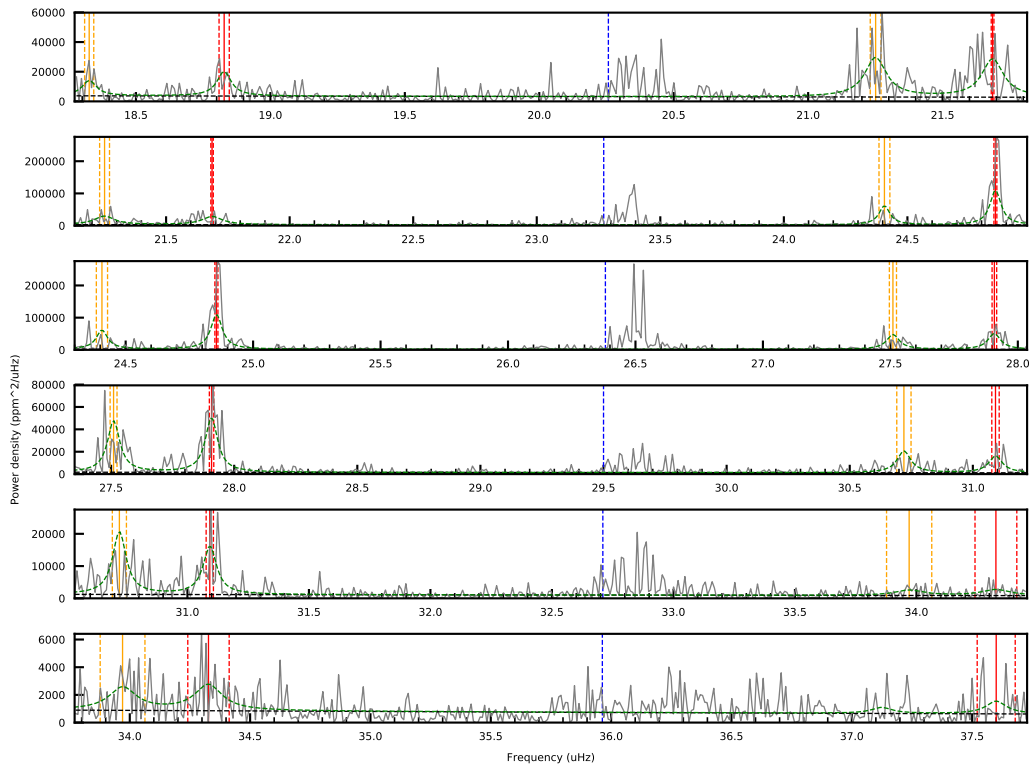 60000
40000
20000
0
18.5 19.0 19.5 20.0 20.5 21.0 21.5
200000
100000
0
21.5 22.0 22.5 23.0 23.5 24.0 24.5
200000
100000
0
24.5 25.0 25.5 26.0 26.5 27.0 27.5 28.0
Power density (ppm^2/uHz)
80000
60000
40000
20000
0
27.5 28.0 28.5 29.0 29.5 30.0 30.5 31.0
20000
10000
0
31.0 31.5 32.0 32.5 33.0 33.5 34.0
6000
4000
2000
0
34.0 34.5 35.0 35.5 36.0 36.5 37.0 37.5
Frequency (uHz)